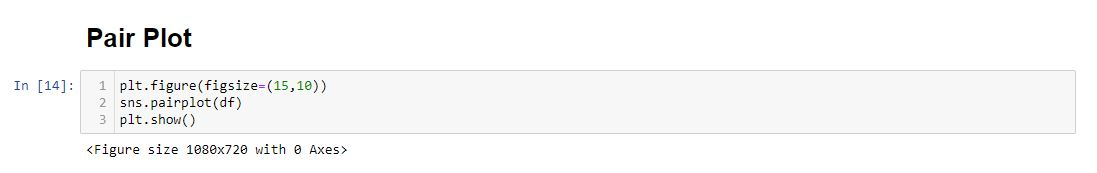 Pair Plot
In [14]:
1 plt.figure(figsize=(15,10))
2 sns.pairplot(df)
3 plt.show()
<Figure size 1080x720 with 0 Axes>